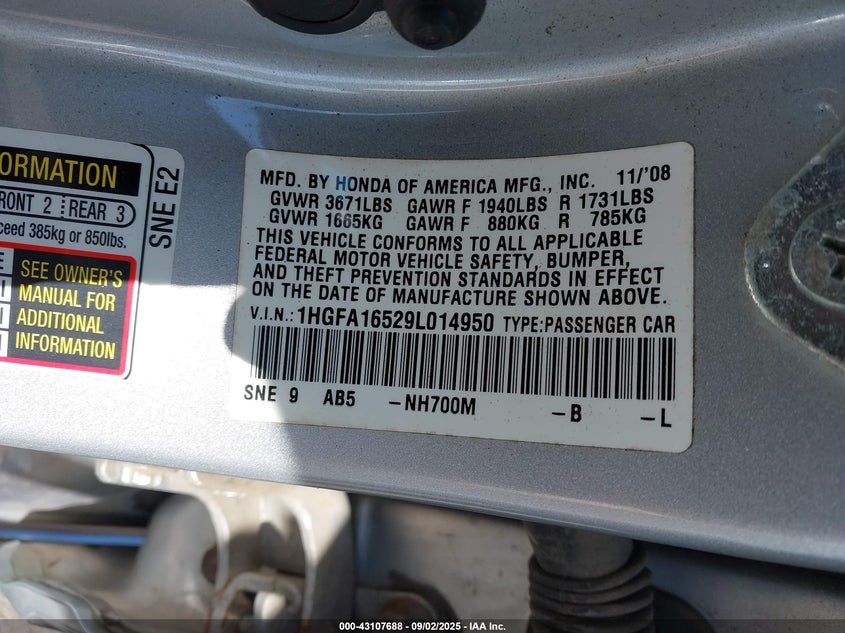 ORMATION
FRONT 2 REAR 3
ceed 385kg or 850lbs.
SEE OWNER'S
MANUAL FOR
ADDITIONAL
INFORMATION
SNE E2
MFD. BY HONDA OF AMERICA MFG., INC. 11/'08
GVWR 3671LBS GAWR F 1940LBS R 1731LBS
GVWR 1665KG GAWR F 880KG R 785KG
THIS VEHICLE CONFORMS TO ALL APPLICABLE
FEDERAL MOTOR VEHICLE SAFETY, BUMPER,
AND THEFT PREVENTION STANDARDS IN EFFECT
ON THE DATE OF MANUFACTURE SHOWN ABOVE.
V.I.N.: 1HGFA16529L014950 TYPE:PASSENGER CAR
SNE 9 AB5 -NH700M -B -L
000-43107688 - 09/02/2025 - IAA Inc.